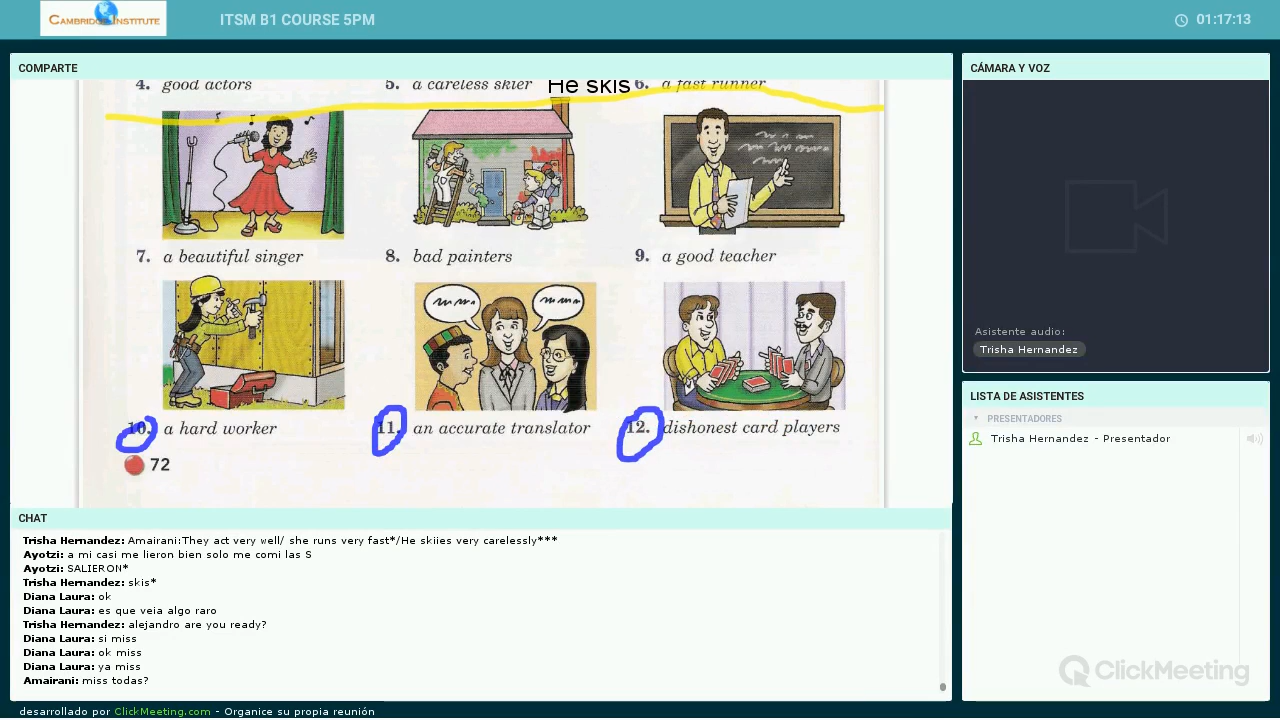 CAMBRIDGE INSTITUTE
ITSM B1 COURSE 5PM
01:17:13
COMPARTE
4. good actors
5. a careless skier
He skis
6. a fast runner
7. a beautiful singer
8. bad painters
9. a good teacher
10. a hard worker
11. an accurate translator
12. dishonest card players
72
CHAT
Trisha Hernandez: Amairani:They act very well/ she runs very fast*/He skiies very carelessly***
Ayotzi: a mi casi me lieron bien solo me comi las S
Ayotzi: SALIERON*
Trisha Hernandez: skis*
Diana Laura: ok
Diana Laura: es que veia algo raro
Trisha Hernandez: alejandro are you ready?
Diana Laura: si miss
Diana Laura: ok miss
Diana Laura: ya miss
Amairani: miss todas?
CÁMARA Y VOZ
Asistente audio:
Trisha Hernandez
LISTA DE ASISTENTES
PRESENTADORES
Trisha Hernandez - Presentador
ClickMeeting
desarrollado por ClickMeeting.com - Organice su propia reunión